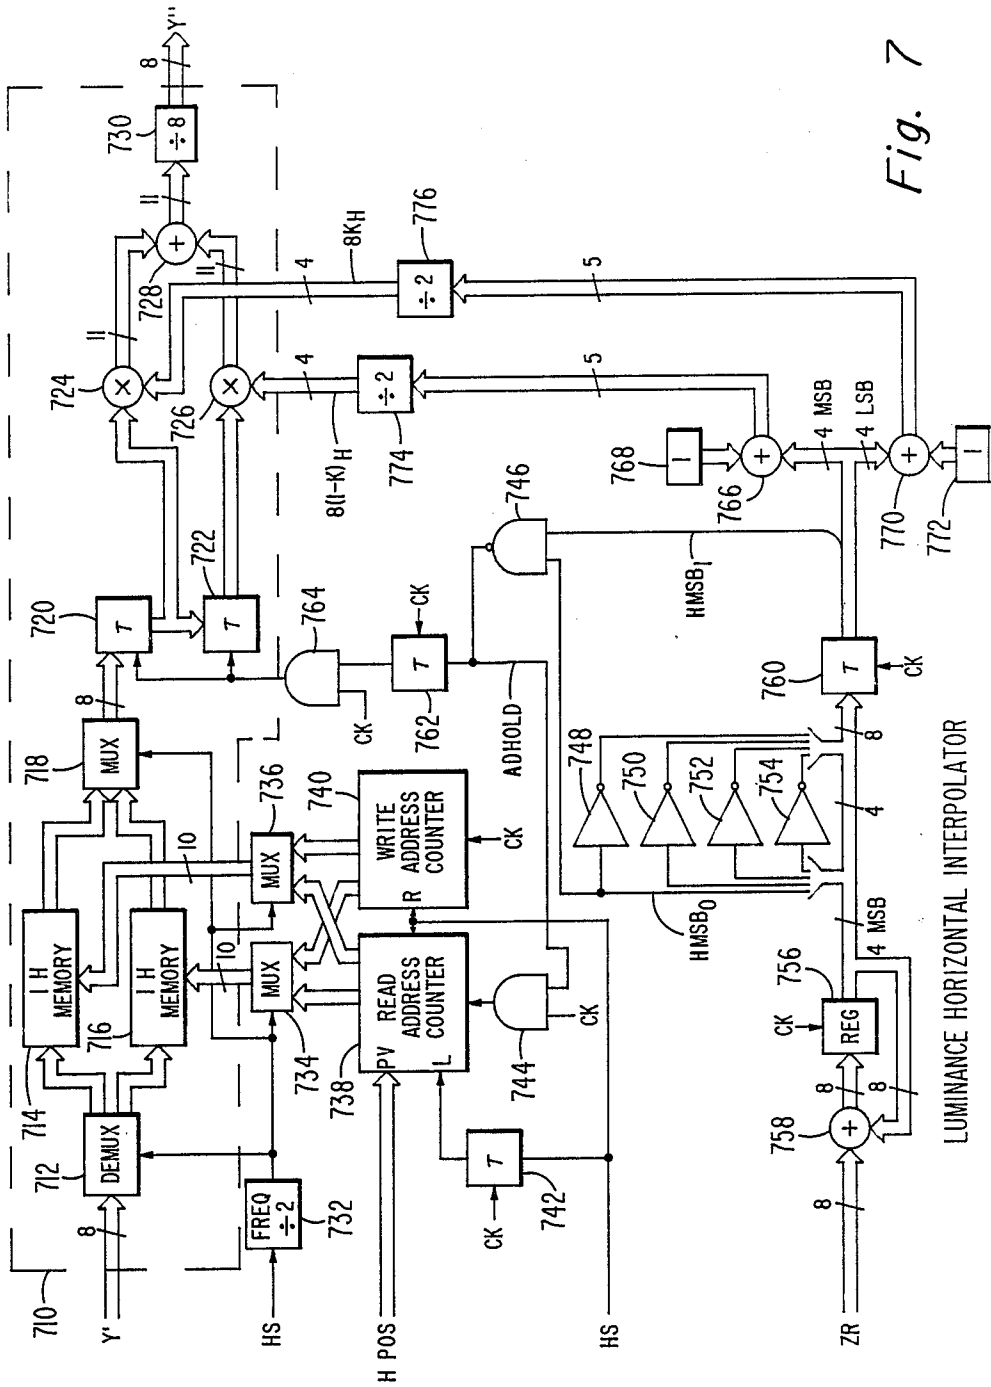 710
Y'
8
712
DEMUX
714
1 H
MEMORY
716
1 H
MEMORY
718
MUX
8
720
T
722
T
724
×
726
×
11
11
728
+
11
730
÷8
8
Y"
HS
FREQ
÷2
732
10
10
734
MUX
736
MUX
H POS
738
PV
READ
ADDRESS
COUNTER
L
740
WRITE
ADDRESS
COUNTER
R
CK
CK
T
742
744
CK
HS
CK
764
762
T
CK
ADHOLD
746
8(1-K)H
4
774
÷2
5
8KH
4
776
÷2
5
HMSB0
HMSB1
748
750
752
754
ZR
8
758
+
8
8
CK
756
REG
4 MSB
4
8
760
T
CK
768
1
766
+
4 MSB
4 LSB
770
+
772
1
LUMINANCE HORIZONTAL INTERPOLATOR
Fig. 7